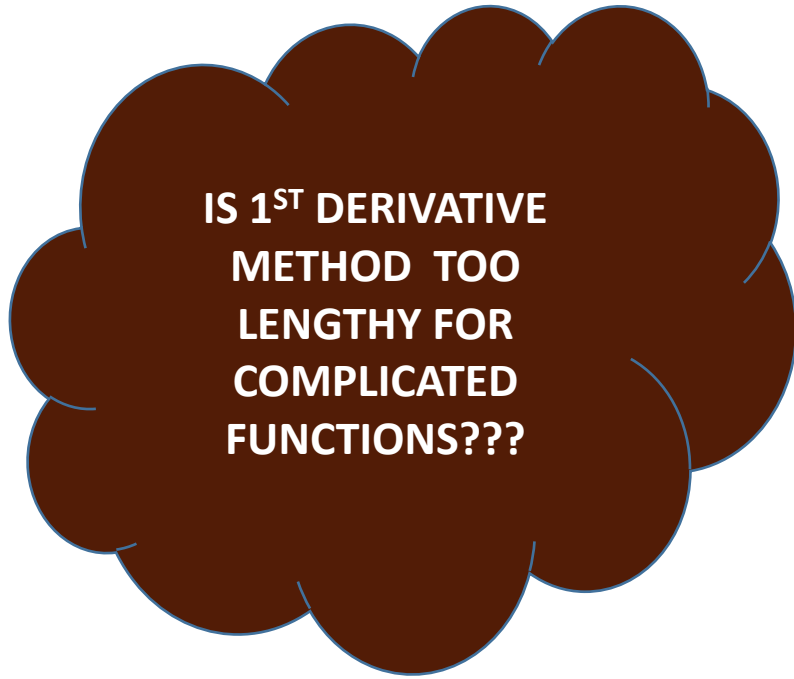 IS 1ST DERIVATIVE
METHOD TOO
LENGTHY FOR
COMPLICATED
FUNCTIONS???